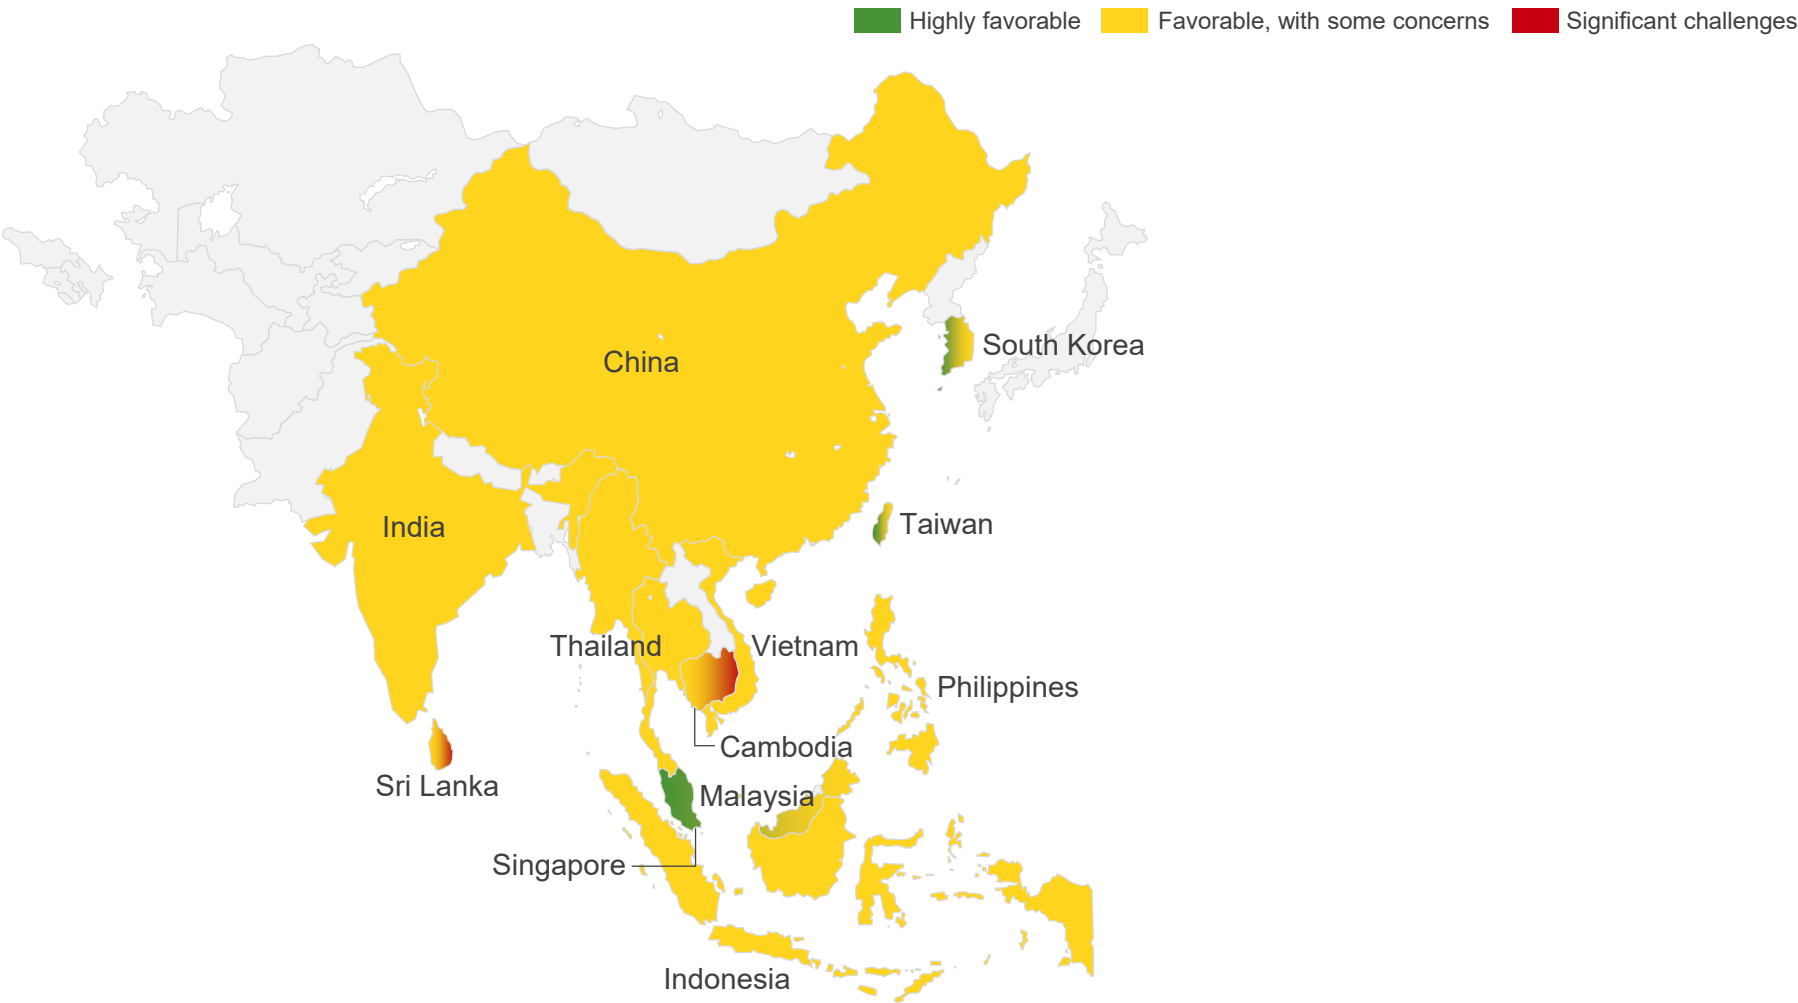 Highly favorable
Favorable, with some concerns
Significant challenges
South Korea
China
Taiwan
India
Thailand
Vietnam
Philippines
Cambodia
Sri Lanka
Malaysia
Singapore
Indonesia